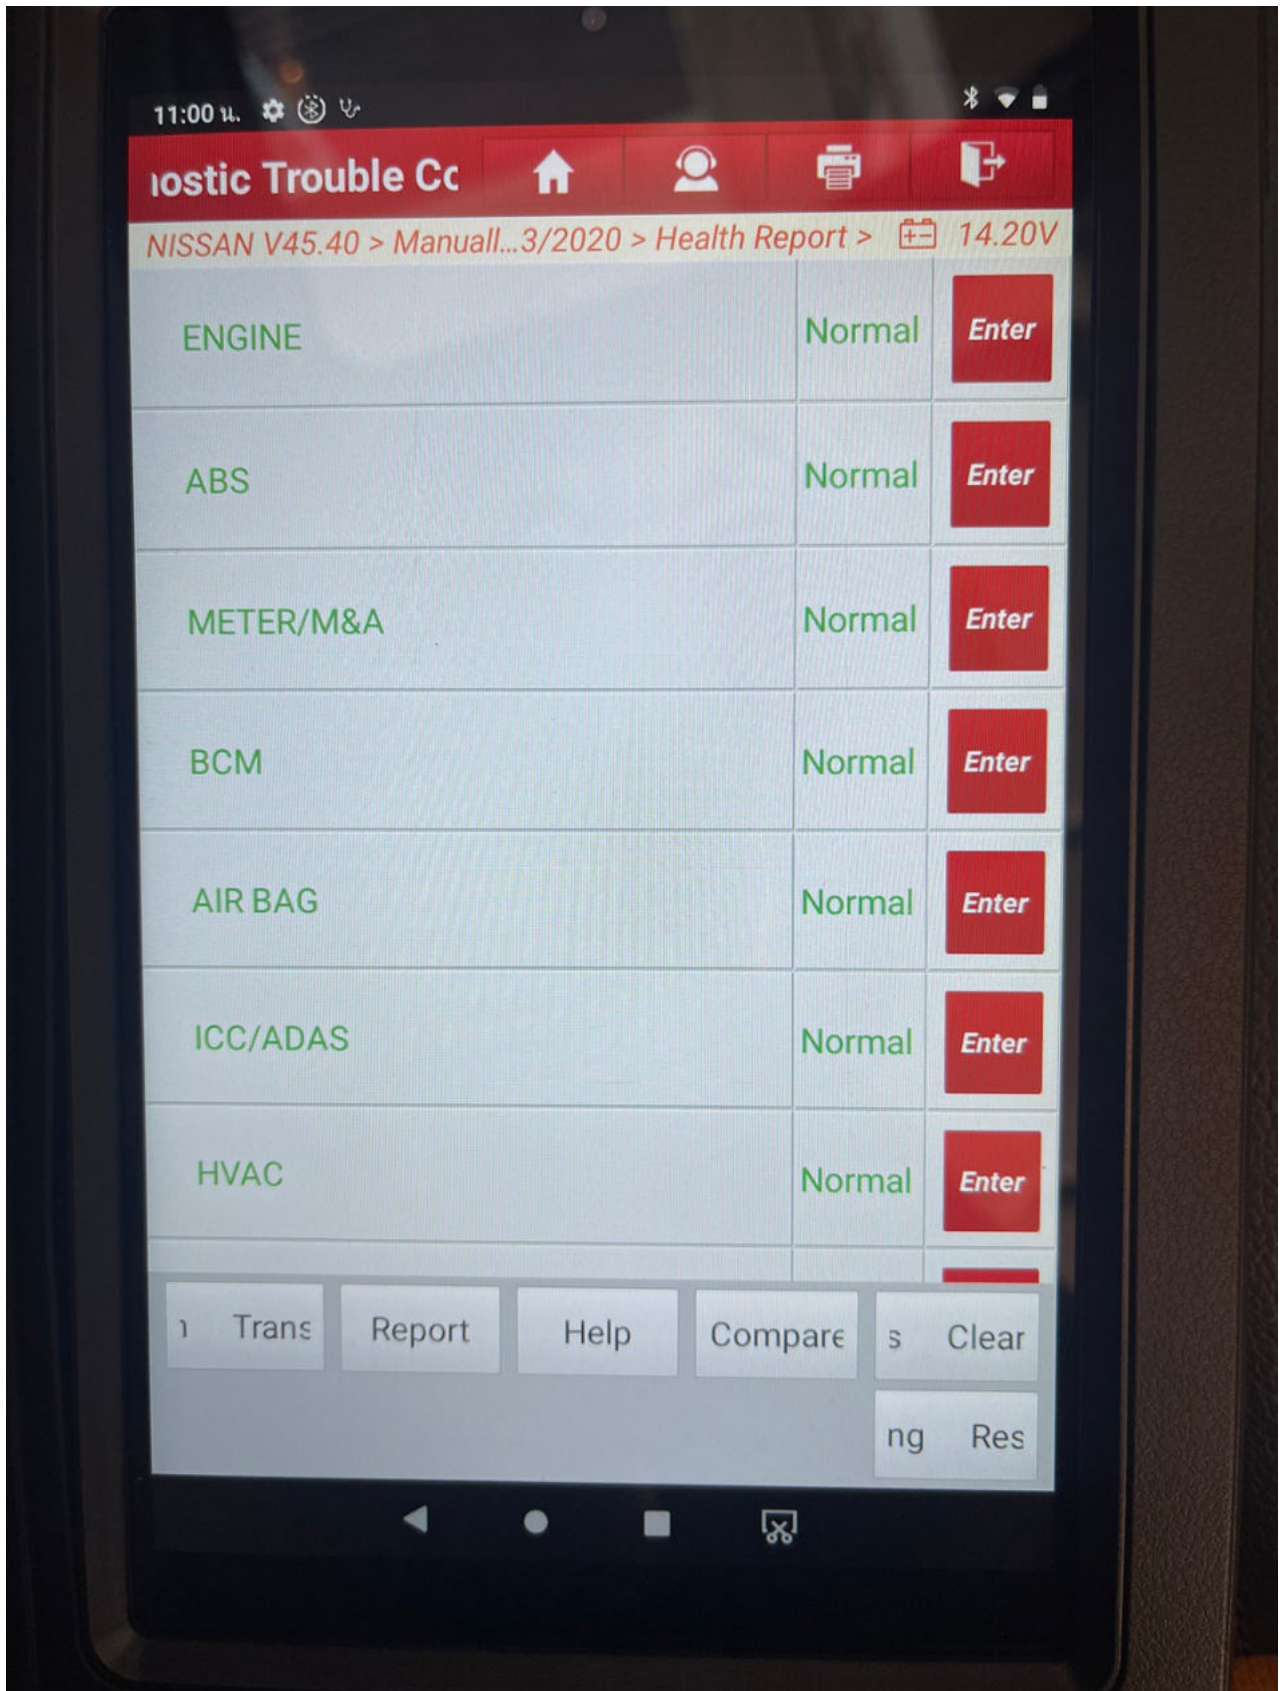 11:00 น.
nostic Trouble Co
NISSAN V45.40 > Manuall...3/2020 > Health Report > 14.20V
ENGINE Normal Enter
ABS Normal Enter
METER/M&A Normal Enter
BCM Normal Enter
AIR BAG Normal Enter
ICC/ADAS Normal Enter
HVAC Normal Enter
Trans Report Help Compare s Clear
ng Res